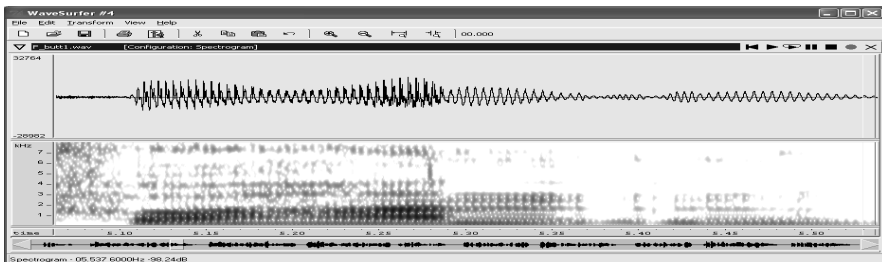 WaveSurfer #4
File Edit Transform View Help
00.000
F_butt1.wav [Configuration: Spectrogram]
32764
-28982
kHz
7
6
5
4
3
2
1
time 5.10 5.15 5.20 5.25 5.30 5.35 5.40 5.45 5.50
Spectrogram - 05.537 6000Hz -98.24dB